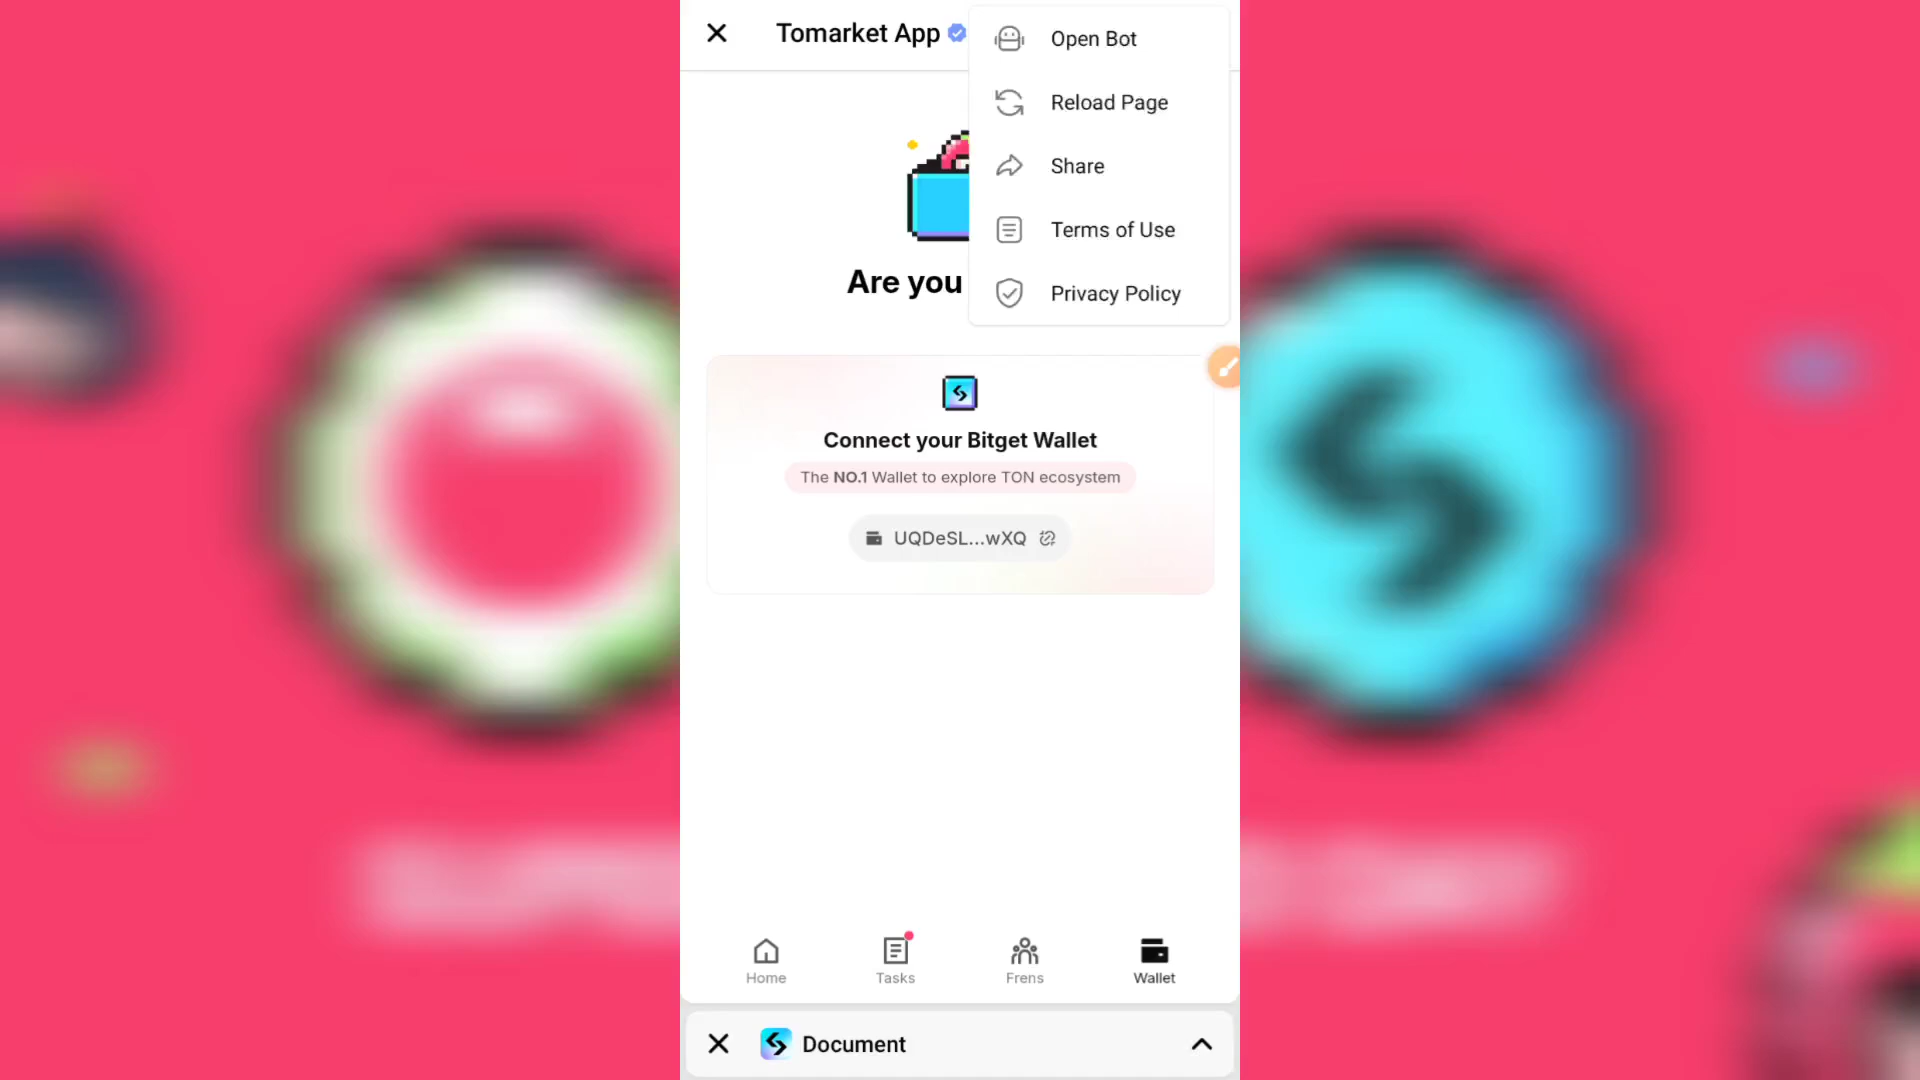 Tomarket App
Open Bot
Reload Page
Share
Terms of Use
Privacy Policy
Are you
Connect your Bitget Wallet
The NO.1 Wallet to explore TON ecosystem
UQDeSL...wXQ
Home
Tasks
Frens
Wallet
Document